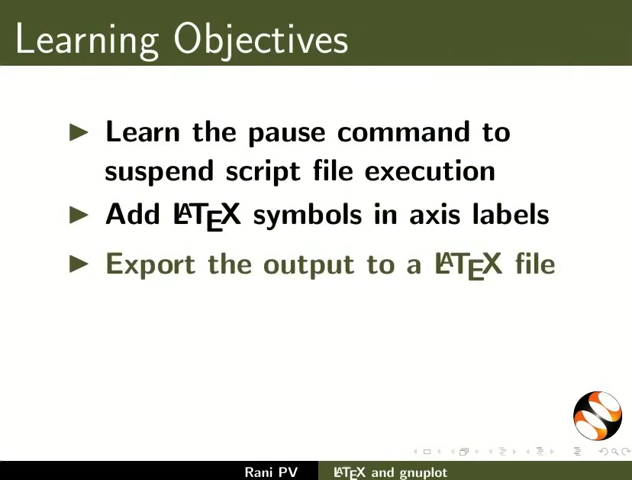 Learning Objectives
Learn the pause command to
suspend script file execution
Add LATEX symbols in axis labels
Export the output to a LATEX file
Rani PV LATEX and gnuplot